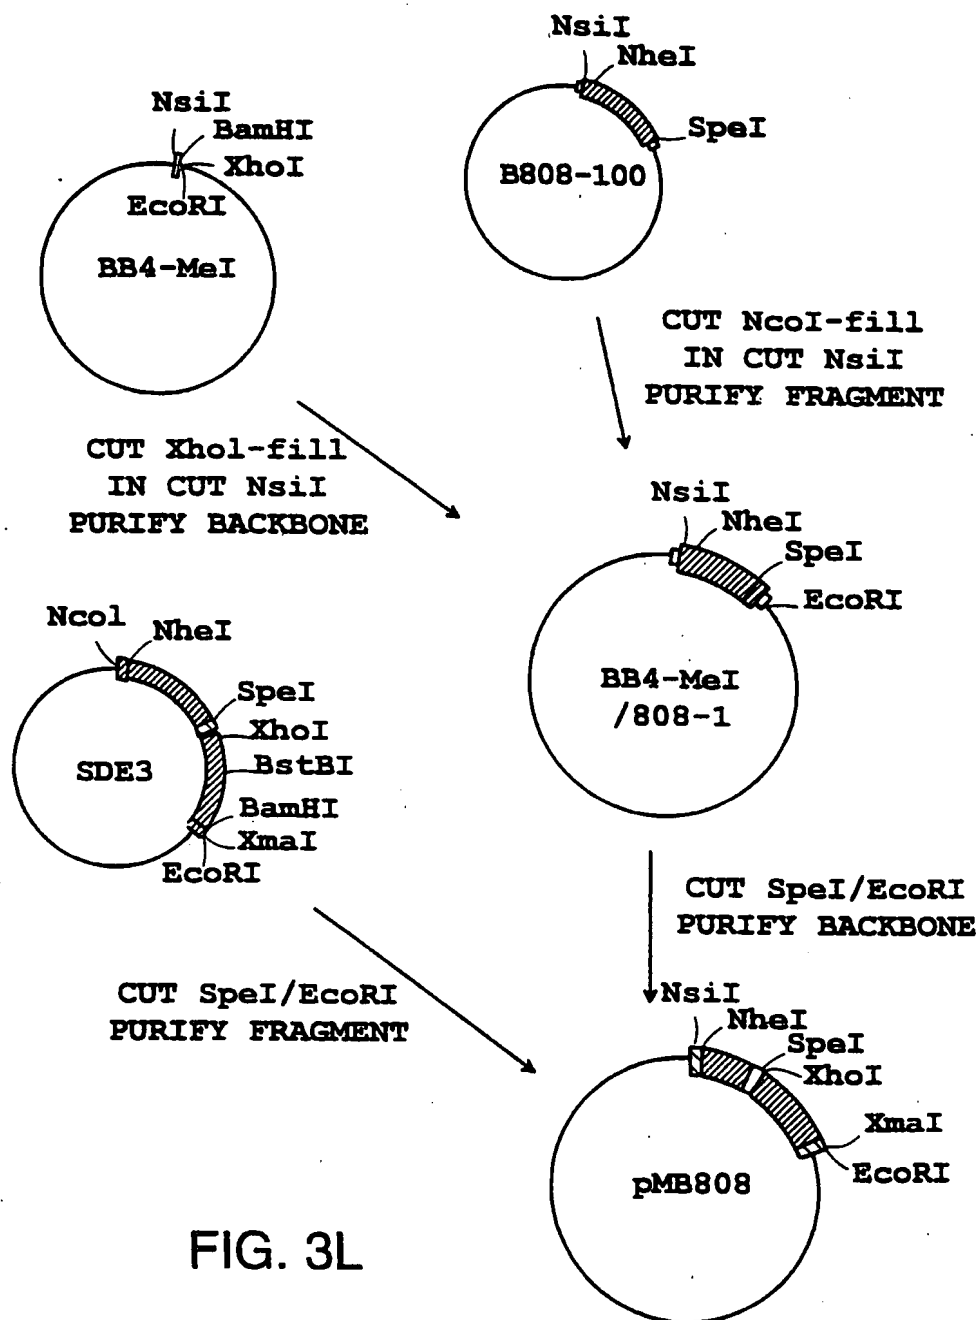 NsiI
NheI
SpeI
B808-100
NsiI
BamHI
XhoI
EcoRI
BB4-MeI
CUT NcoI-fill
IN CUT NsiI
PURIFY FRAGMENT
CUT Xhol-fill
IN CUT NsiI
PURIFY BACKBONE
NsiI
NheI
SpeI
EcoRI
BB4-MeI
/808-1
Ncol
NheI
SpeI
XhoI
BstBI
SDE3
BamHI
XmaI
EcoRI
CUT SpeI/EcoRI
PURIFY BACKBONE
CUT SpeI/EcoRI
PURIFY FRAGMENT
NsiI
NheI
SpeI
XhoI
XmaI
EcoRI
pMB808
FIG. 3L